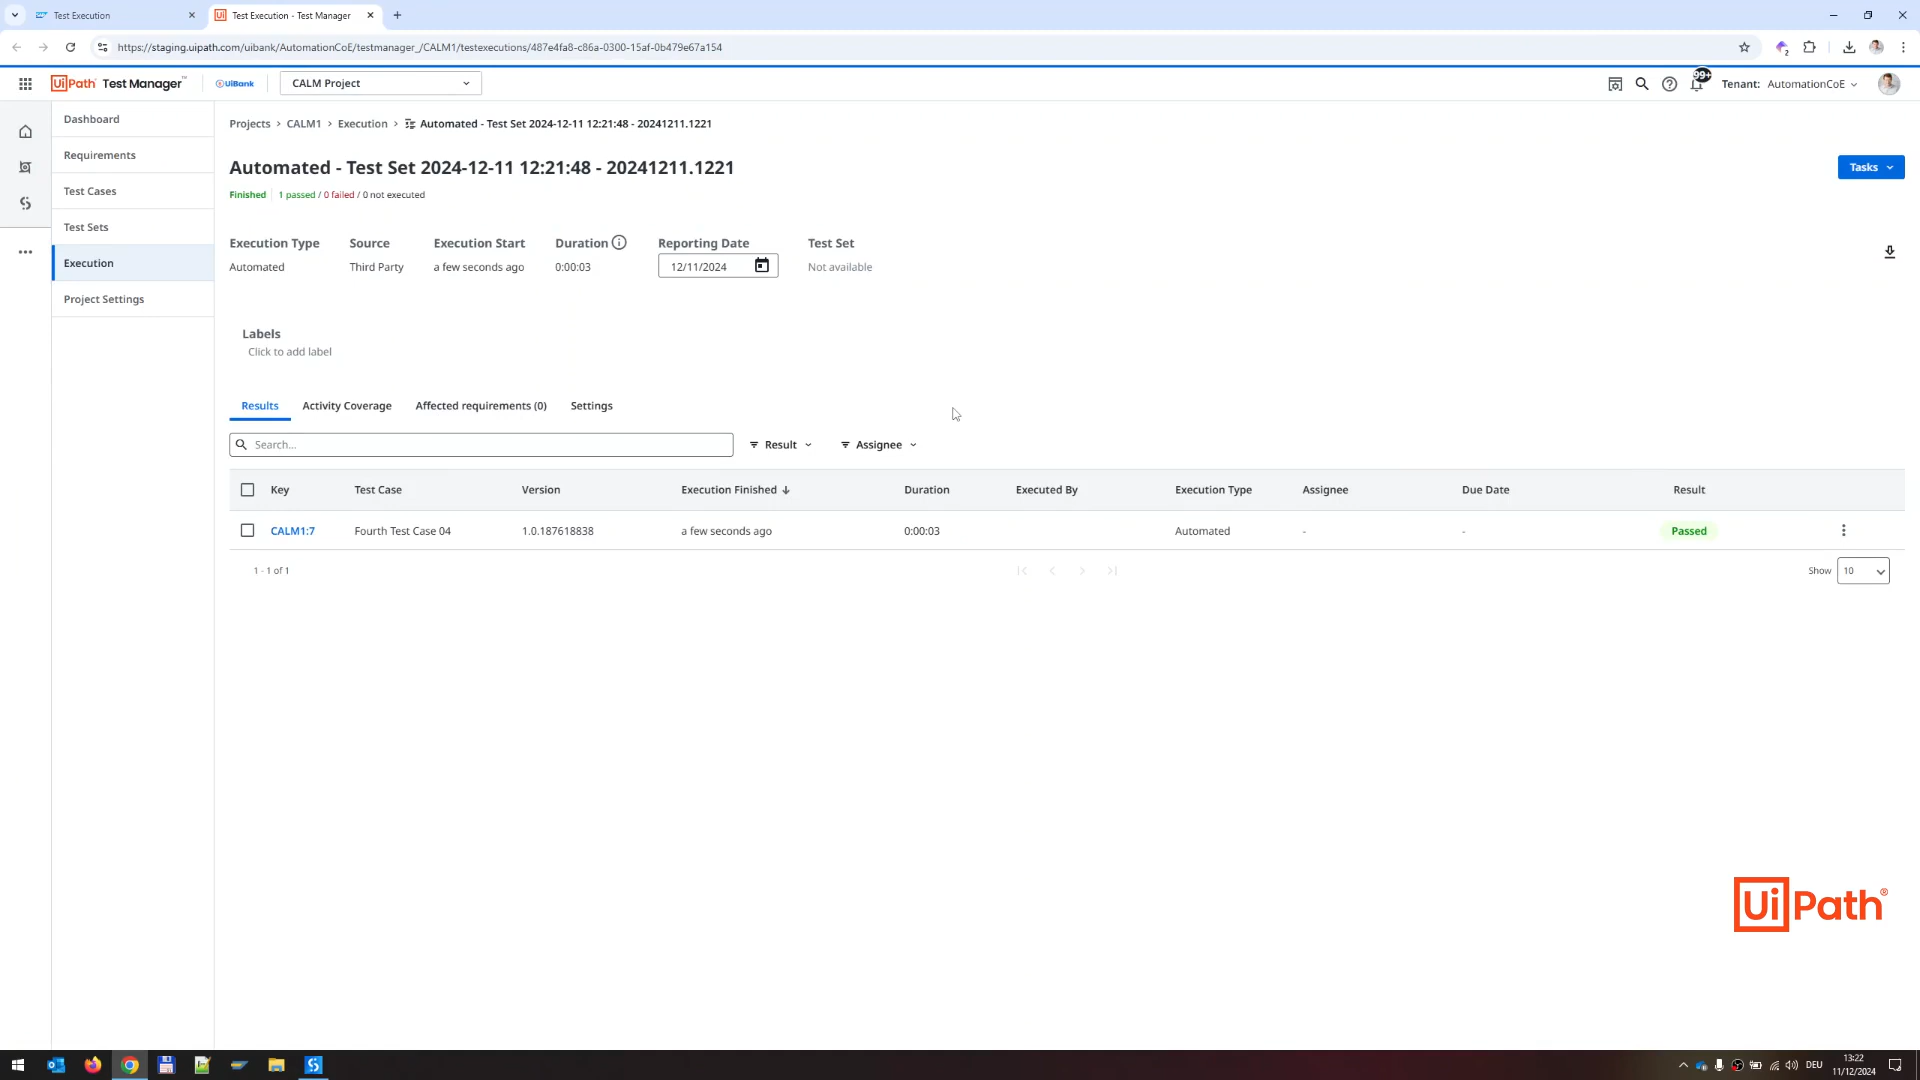 Test Execution
Test Execution - Test Manager
https://staging.uipath.com/uibank/AutomationCoE/testmanager_/CALM1/testexecutions/487e4fa8-c86a-0300-15af-0b479e67a154
UiPath Test Manager™
UiBank
CALM Project
99+
Tenant: AutomationCoE
Dashboard
Requirements
Test Cases
Test Sets
Execution
Project Settings
Projects > CALM1 > Execution > Automated - Test Set 2024-12-11 12:21:48 - 20241211.1221
Automated - Test Set 2024-12-11 12:21:48 - 20241211.1221
Tasks
Finished 1 passed / 0 failed / 0 not executed
Execution Type Source Execution Start Duration Reporting Date Test Set
Automated Third Party a few seconds ago 0:00:03 12/11/2024 Not available
Labels
Click to add label
Results Activity Coverage Affected requirements (0) Settings
Search... Result Assignee
Key Test Case Version Execution Finished Duration Executed By Execution Type Assignee Due Date Result
CALM1:7 Fourth Test Case 04 1.0.187618838 a few seconds ago 0:00:03 Automated - - Passed
1 - 1 of 1 Show 10
UiPath®
DEU
13:22
11/12/2024